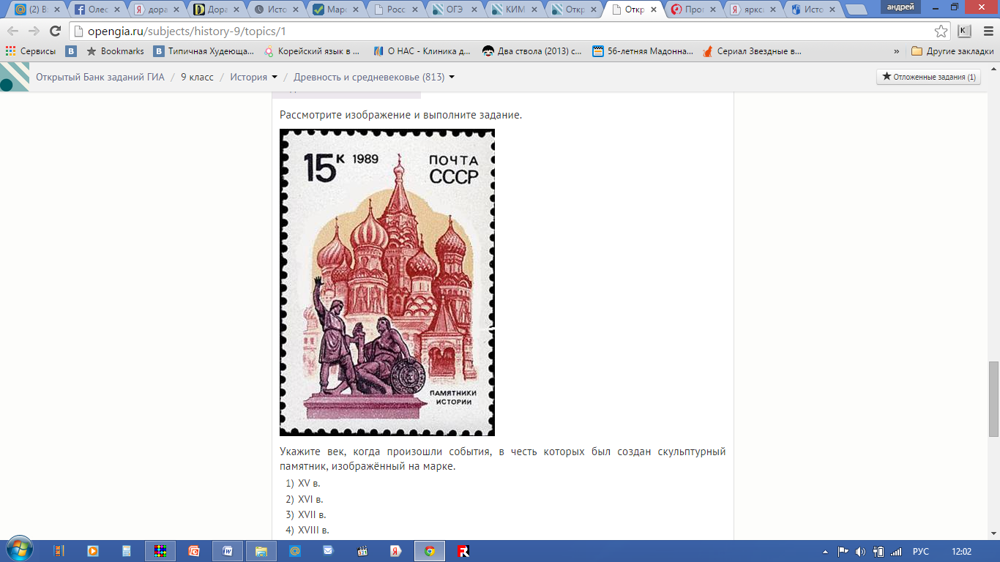 (2) В
Олес
дора
Дора
Исто
Марк
Росс
ОГЭ
КИМ
Откр
Откр
Про
яркс
Исто
андрей
opengia.ru/subjects/history-9/topics/1
Сервисы
Bookmarks
Типичная Худеюща...
Корейский язык в ...
О НАС - Клиника д...
Два ствола (2013) с...
56-летняя Мадонна...
Сериал Звездные в...
»
Другие закладки
Открытый Банк заданий ГИА / 9 класс / История / Древность и средневековье (813)
Отложенные задания (1)
Рассмотрите изображение и выполните задание.
15 К 1989
ПОЧТА
СССР
ПАМЯТНИКИ
ИСТОРИИ
Укажите век, когда произошли события, в честь которых был создан скульптурный
памятник, изображённый на марке.
1) XV в.
2) XVI в.
3) XVII в.
4) XVIII в.
РУС
12:02